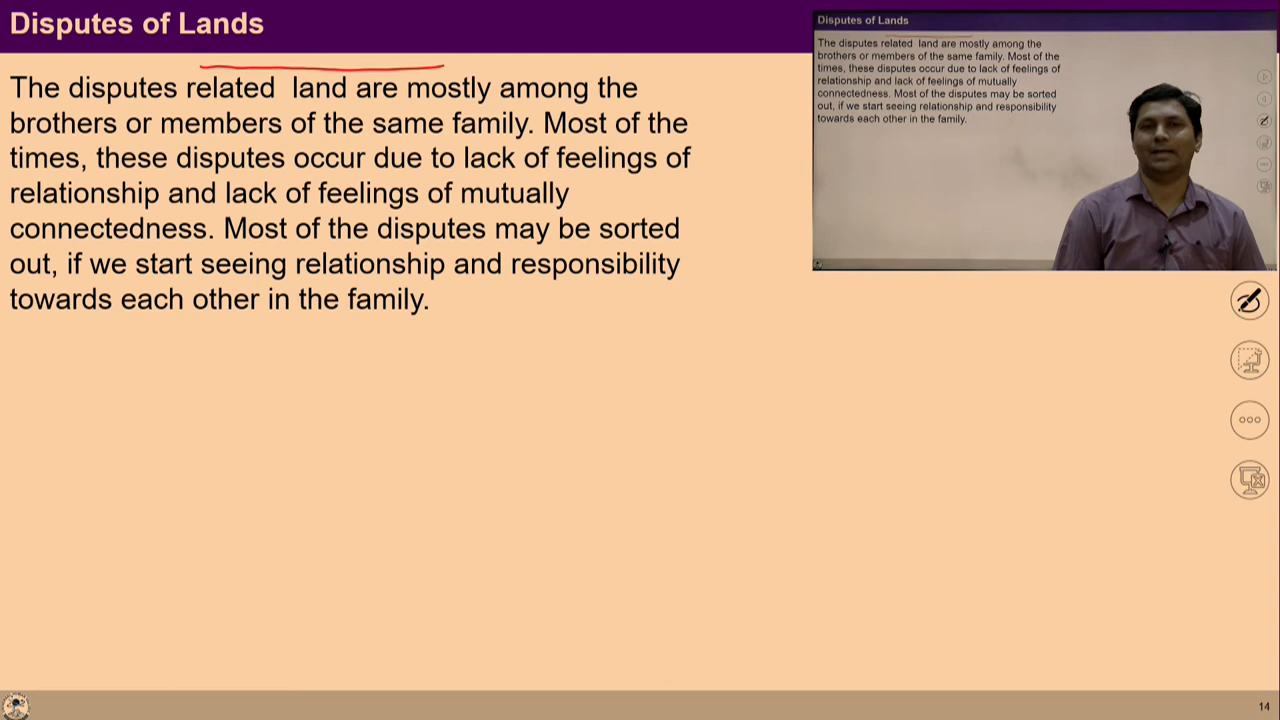 Disputes of Lands
The disputes related land are mostly among the
brothers or members of the same family. Most of the
times, these disputes occur due to lack of feelings of
relationship and lack of feelings of mutually
connectedness. Most of the disputes may be sorted
out, if we start seeing relationship and responsibility
towards each other in the family.
Disputes of Lands
The disputes related land are mostly among the
brothers or members of the same family. Most of the
times, these disputes occur due to lack of feelings of
relationship and lack of feelings of mutually
connectedness. Most of the disputes may be sorted
out, if we start seeing relationship and responsibility
towards each other in the family.
14